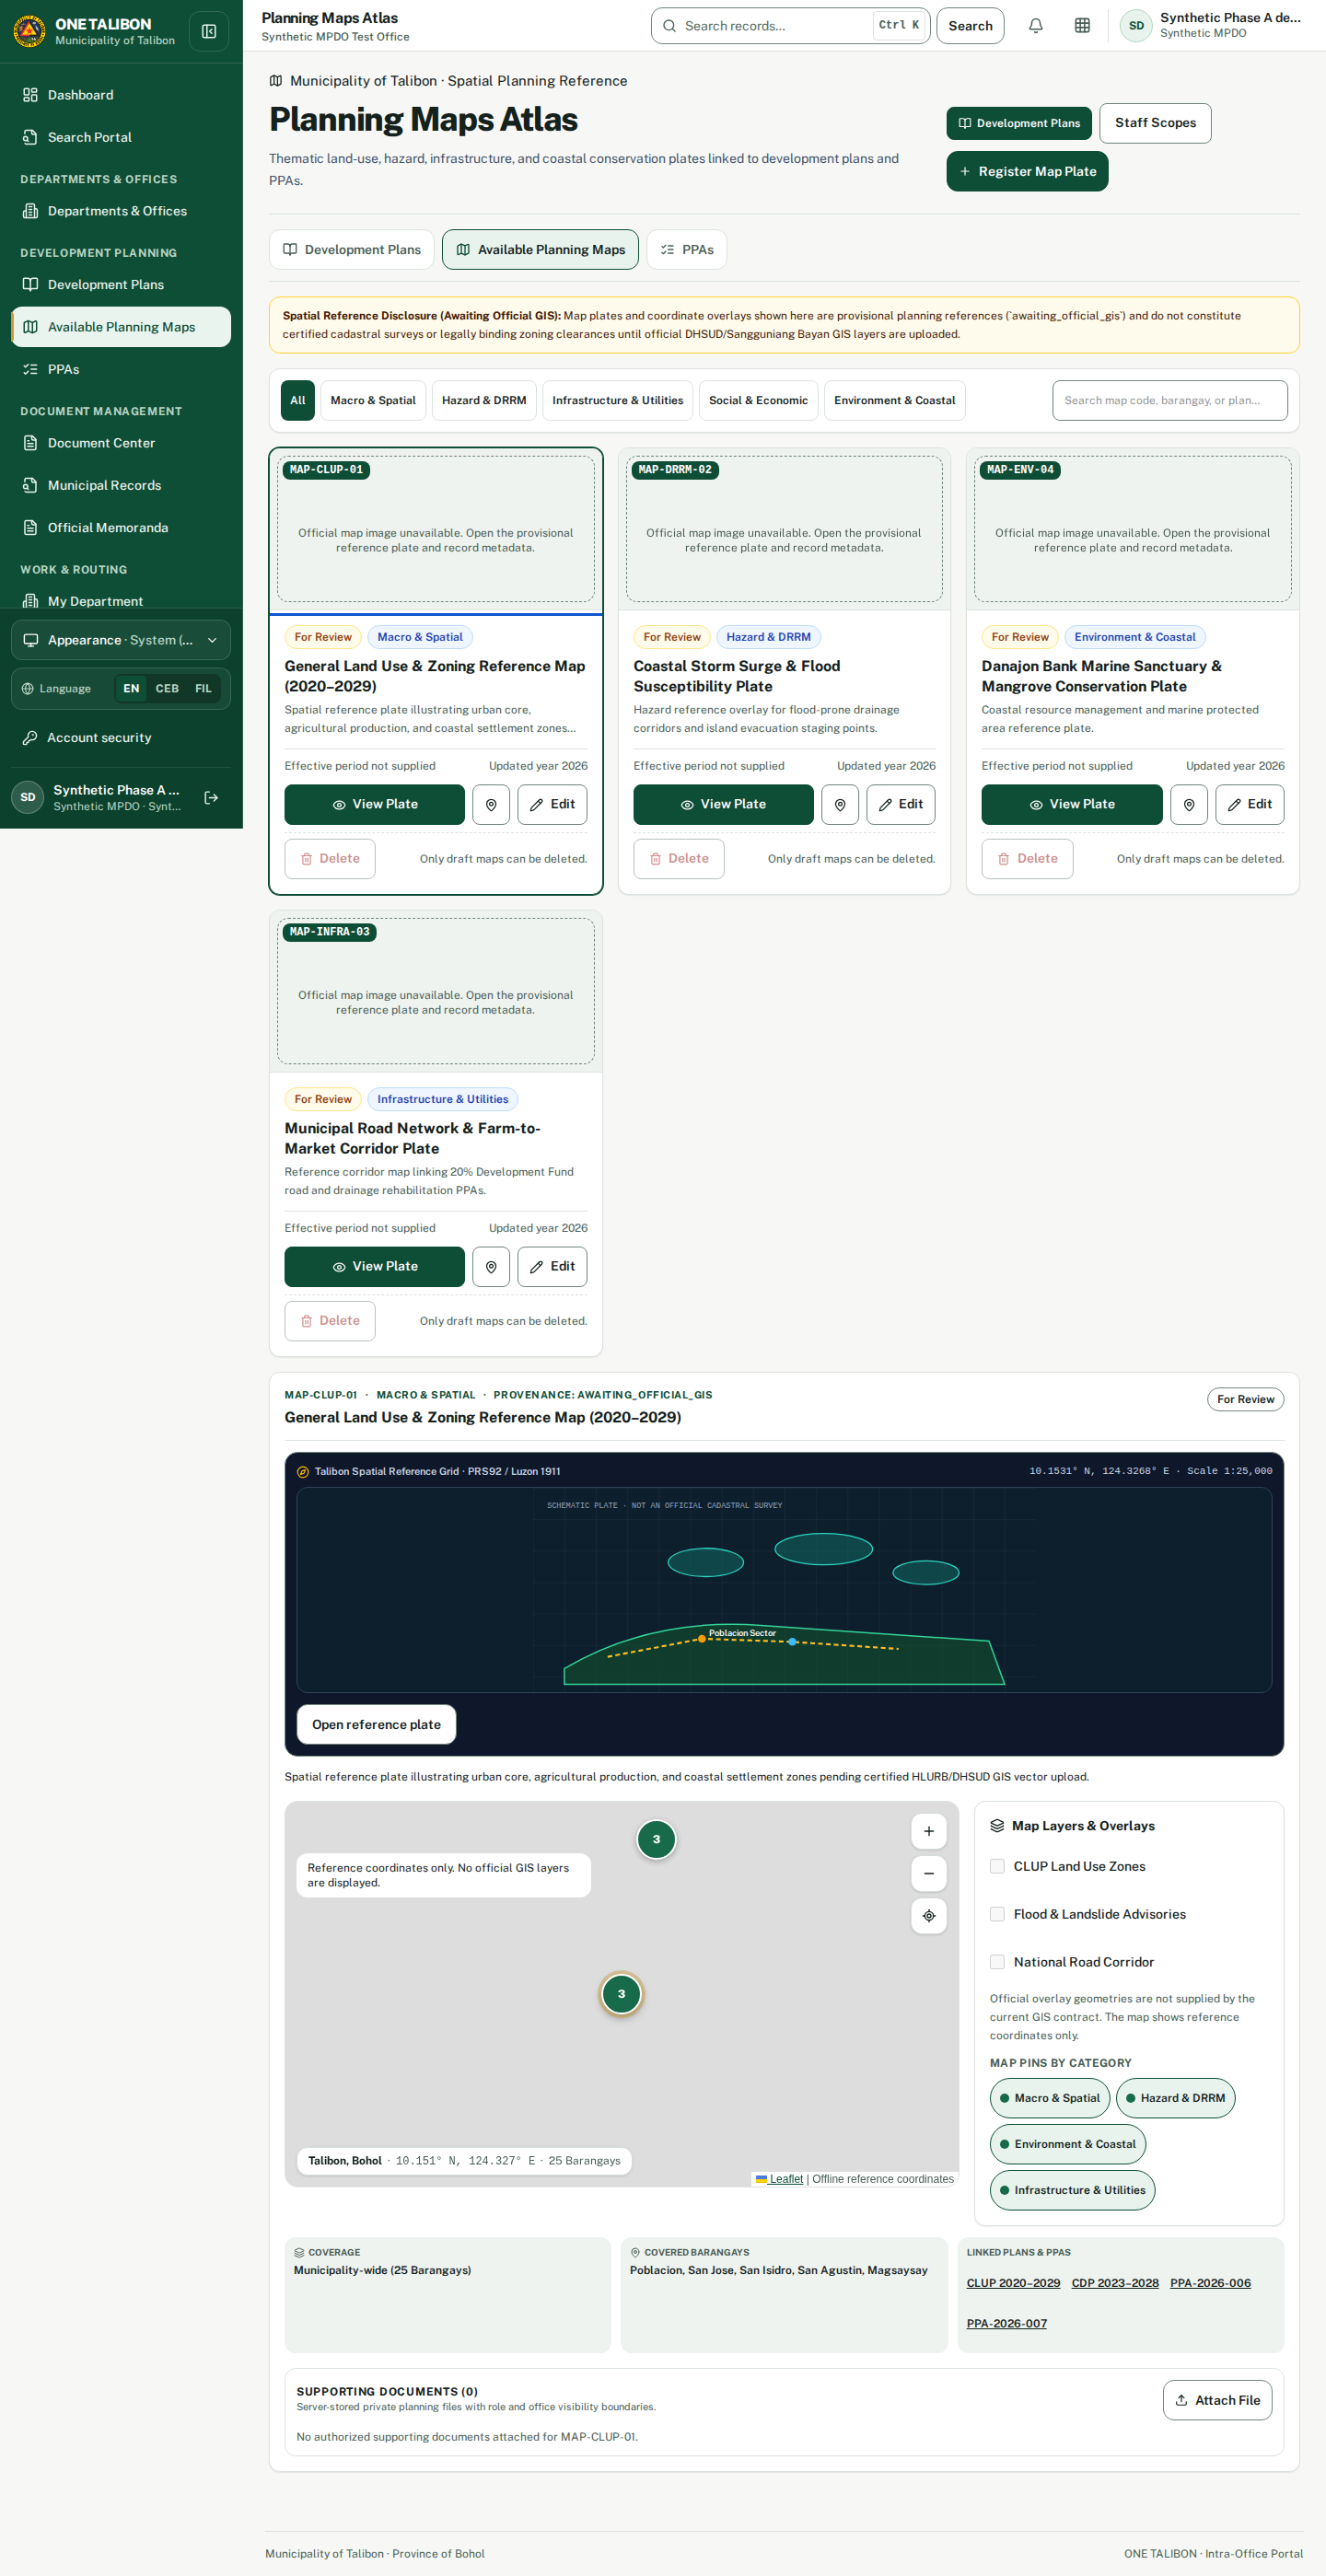 ONE TALIBON
Municipality of Talibon
Dashboard
Search Portal
DEPARTMENTS & OFFICES
Departments & Offices
DEVELOPMENT PLANNING
Development Plans
Available Planning Maps
PPAs
DOCUMENT MANAGEMENT
Document Center
Municipal Records
Official Memoranda
WORK & ROUTING
My Department
Appearance · System (...
Language EN CEB FIL
Account security
SD Synthetic Phase A ...
Synthetic MPDO · Synt...
Planning Maps Atlas
Synthetic MPDO Test Office
Search records... Ctrl K Search
SD Synthetic Phase A de...
Synthetic MPDO
Municipality of Talibon · Spatial Planning Reference
Planning Maps Atlas
Thematic land-use, hazard, infrastructure, and coastal conservation plates linked to development plans and
PPAs.
Development Plans Staff Scopes
Register Map Plate
Development Plans Available Planning Maps PPAs
Spatial Reference Disclosure (Awaiting Official GIS): Map plates and coordinate overlays shown here are provisional planning references (`awaiting_official_gis`) and do not constitute
certified cadastral surveys or legally binding zoning clearances until official DHSUD/Sangguniang Bayan GIS layers are uploaded.
All Macro & Spatial Hazard & DRRM Infrastructure & Utilities Social & Economic Environment & Coastal Search map code, barangay, or plan...
MAP-CLUP-01
Official map image unavailable. Open the provisional
reference plate and record metadata.
For Review Macro & Spatial
General Land Use & Zoning Reference Map
(2020–2029)
Spatial reference plate illustrating urban core,
agricultural production, and coastal settlement zones...
Effective period not supplied Updated year 2026
View Plate Edit
Delete Only draft maps can be deleted.
MAP-DRRM-02
Official map image unavailable. Open the provisional
reference plate and record metadata.
For Review Hazard & DRRM
Coastal Storm Surge & Flood
Susceptibility Plate
Hazard reference overlay for flood-prone drainage
corridors and island evacuation staging points.
Effective period not supplied Updated year 2026
View Plate Edit
Delete Only draft maps can be deleted.
MAP-ENV-04
Official map image unavailable. Open the provisional
reference plate and record metadata.
For Review Environment & Coastal
Danajon Bank Marine Sanctuary &
Mangrove Conservation Plate
Coastal resource management and marine protected
area reference plate.
Effective period not supplied Updated year 2026
View Plate Edit
Delete Only draft maps can be deleted.
MAP-INFRA-03
Official map image unavailable. Open the provisional
reference plate and record metadata.
For Review Infrastructure & Utilities
Municipal Road Network & Farm-to-
Market Corridor Plate
Reference corridor map linking 20% Development Fund
road and drainage rehabilitation PPAs.
Effective period not supplied Updated year 2026
View Plate Edit
Delete Only draft maps can be deleted.
MAP-CLUP-01 · MACRO & SPATIAL · PROVENANCE: AWAITING_OFFICIAL_GIS
General Land Use & Zoning Reference Map (2020–2029)
For Review
Talibon Spatial Reference Grid · PRS92 / Luzon 1911 10.1531° N, 124.3268° E · Scale 1:25,000
SCHEMATIC PLATE · NOT AN OFFICIAL CADASTRAL SURVEY
Poblacion Sector
Open reference plate
Spatial reference plate illustrating urban core, agricultural production, and coastal settlement zones pending certified HLURB/DHSUD GIS vector upload.
3
+
Reference coordinates only. No official GIS layers
are displayed.
−
3
Talibon, Bohol · 10.151° N, 124.327° E · 25 Barangays
Leaflet | Offline reference coordinates
Map Layers & Overlays
CLUP Land Use Zones
Flood & Landslide Advisories
National Road Corridor
Official overlay geometries are not supplied by the
current GIS contract. The map shows reference
coordinates only.
MAP PINS BY CATEGORY
Macro & Spatial Hazard & DRRM
Environment & Coastal
Infrastructure & Utilities
COVERAGE
Municipality-wide (25 Barangays)
COVERED BARANGAYS
Poblacion, San Jose, San Isidro, San Agustin, Magsaysay
LINKED PLANS & PPAS
CLUP 2020–2029 CDP 2023–2028 PPA-2026-006
PPA-2026-007
SUPPORTING DOCUMENTS (0)
Server-stored private planning files with role and office visibility boundaries.
Attach File
No authorized supporting documents attached for MAP-CLUP-01.
Municipality of Talibon · Province of Bohol ONE TALIBON · Intra-Office Portal